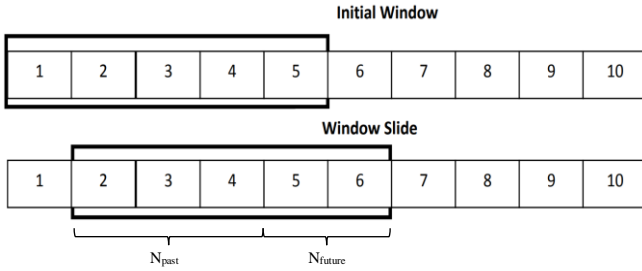 Initial Window
1 2 3 4 5 6 7 8 9 10
Window Slide
1 2 3 4 5 6 7 8 9 10
Npast Nfuture